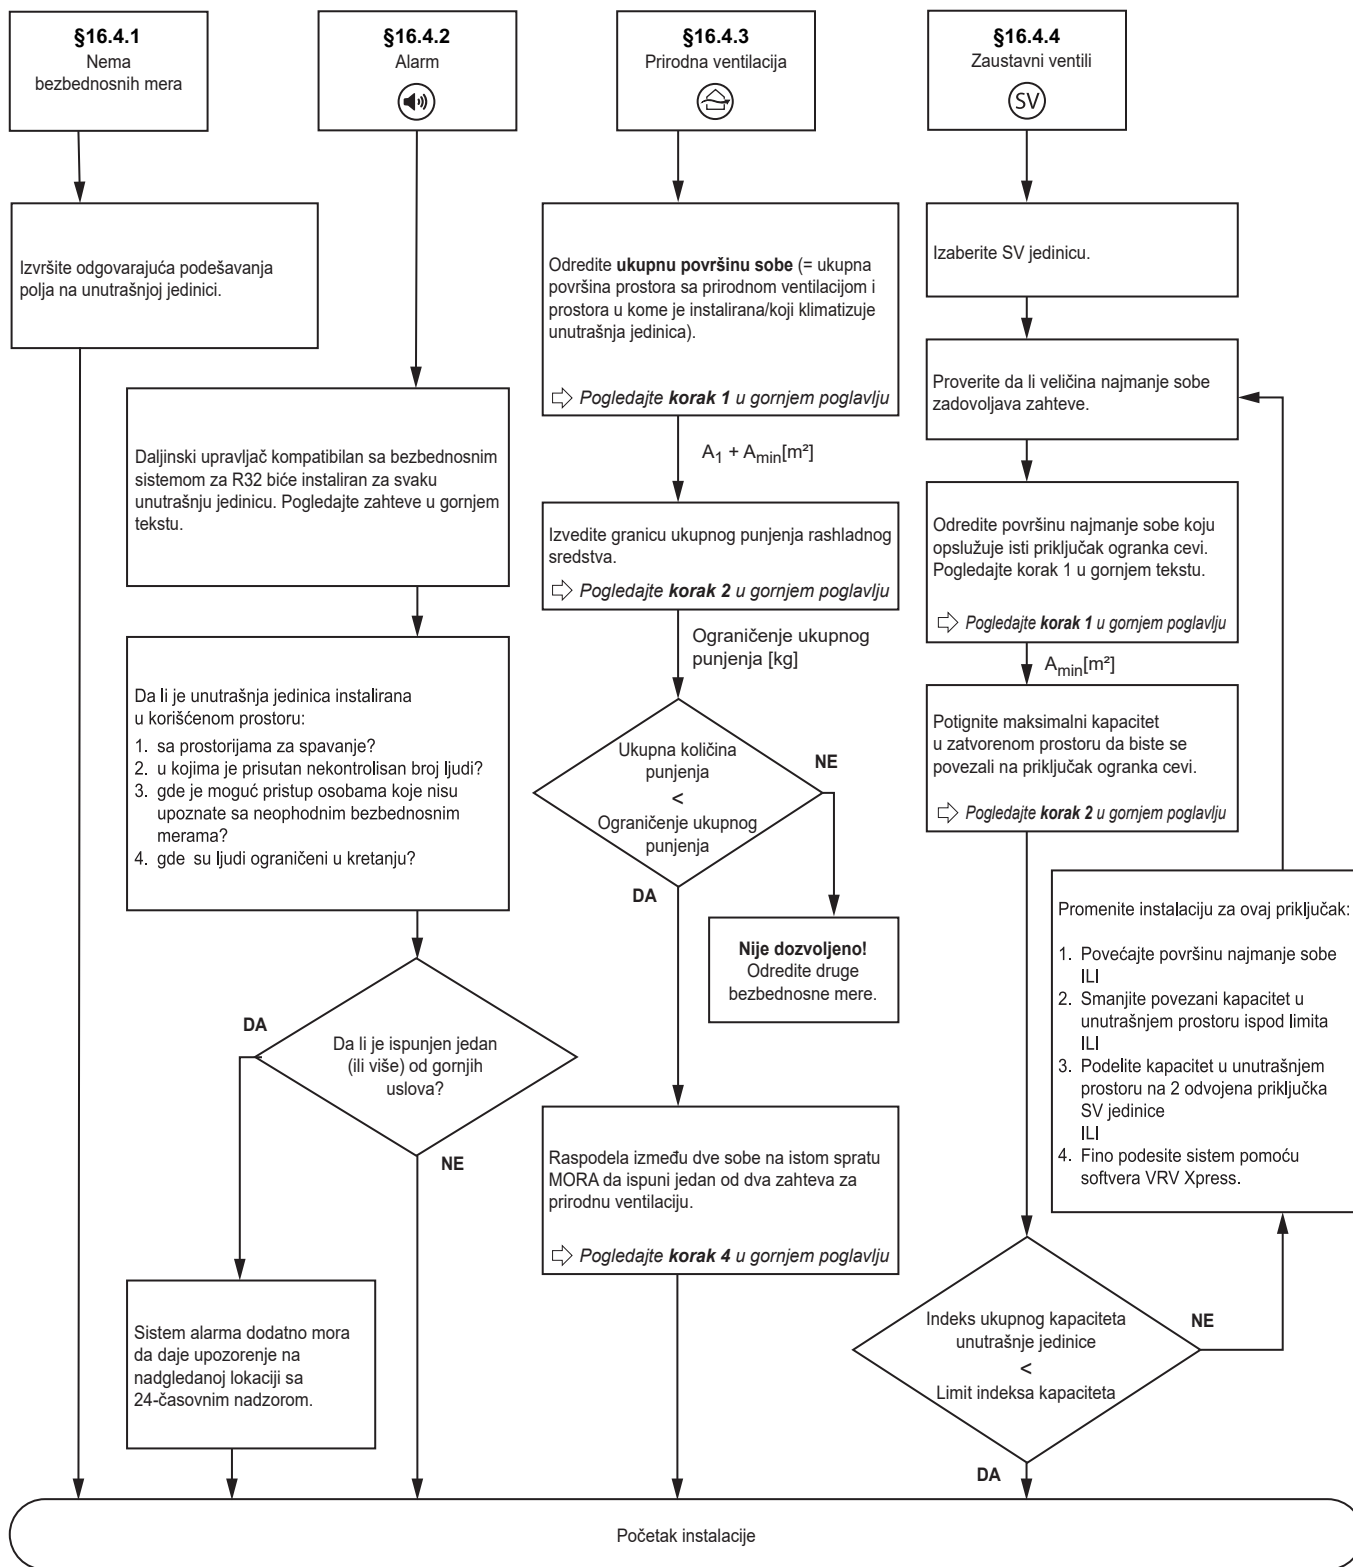 §16.4.1
Nema
bezbednosnih mera
§16.4.2
Alarm
§16.4.3
Prirodna ventilacija
§16.4.4
Zaustavni ventili
SV
Izvršite odgovarajuća podešavanja
polja na unutrašnjoj jedinici.
Daljinski upravljač kompatibilan sa bezbednosnim
sistemom za R32 biće instaliran za svaku
unutrašnju jedinicu. Pogledajte zahteve u gornjem
tekstu.
Da li je unutrašnja jedinica instalirana
u korišćenom prostoru:
1. sa prostorijama za spavanje?
2. u kojima je prisutan nekontrolisan broj ljudi?
3. gde je moguć pristup osobama koje nisu
upoznate sa neophodnim bezbednosnim
merama?
4. gde su ljudi ograničeni u kretanju?
DA
Da li je ispunjen jedan
(ili više) od gornjih
uslova?
NE
Sistem alarma dodatno mora
da daje upozorenje na
nadgledanoj lokaciji sa
24-časovnim nadzorom.
Odredite ukupnu površinu sobe (= ukupna
površina prostora sa prirodnom ventilacijom i
prostora u kome je instalirana/koji klimatizuje
unutrašnja jedinica).
⇨ Pogledajte korak 1 u gornjem poglavlju
A1 + Amin[m²]
Izvedite granicu ukupnog punjenja rashladnog
sredstva.
⇨ Pogledajte korak 2 u gornjem poglavlju
Ograničenje ukupnog
punjenja [kg]
Ukupna količina
punjenja
<
Ograničenje ukupnog
punjenja
NE
DA
Nije dozvoljeno!
Odredite druge
bezbednosne mere.
Raspodela između dve sobe na istom spratu
MORA da ispuni jedan od dva zahteva za
prirodnu ventilaciju.
⇨ Pogledajte korak 4 u gornjem poglavlju
Izaberite SV jedinicu.
Proverite da li veličina najmanje sobe
zadovoljava zahteve.
Odredite površinu najmanje sobe koju
opslužuje isti priključak ogranka cevi.
Pogledajte korak 1 u gornjem tekstu.
⇨ Pogledajte korak 1 u gornjem poglavlju
Amin[m²]
Potignite maksimalni kapacitet
u zatvorenom prostoru da biste se
povezali na priključak ogranka cevi.
⇨ Pogledajte korak 2 u gornjem poglavlju
Promenite instalaciju za ovaj priključak:
1. Povećajte površinu najmanje sobe
ILI
2. Smanjite povezani kapacitet u
unutrašnjem prostoru ispod limita
ILI
3. Podelite kapacitet u unutrašnjem
prostoru na 2 odvojena priključka
SV jedinice
ILI
4. Fino podesite sistem pomoću
softvera VRV Xpress.
Indeks ukupnog kapaciteta
unutrašnje jedinice
<
Limit indeksa kapaciteta
NE
DA
Početak instalacije